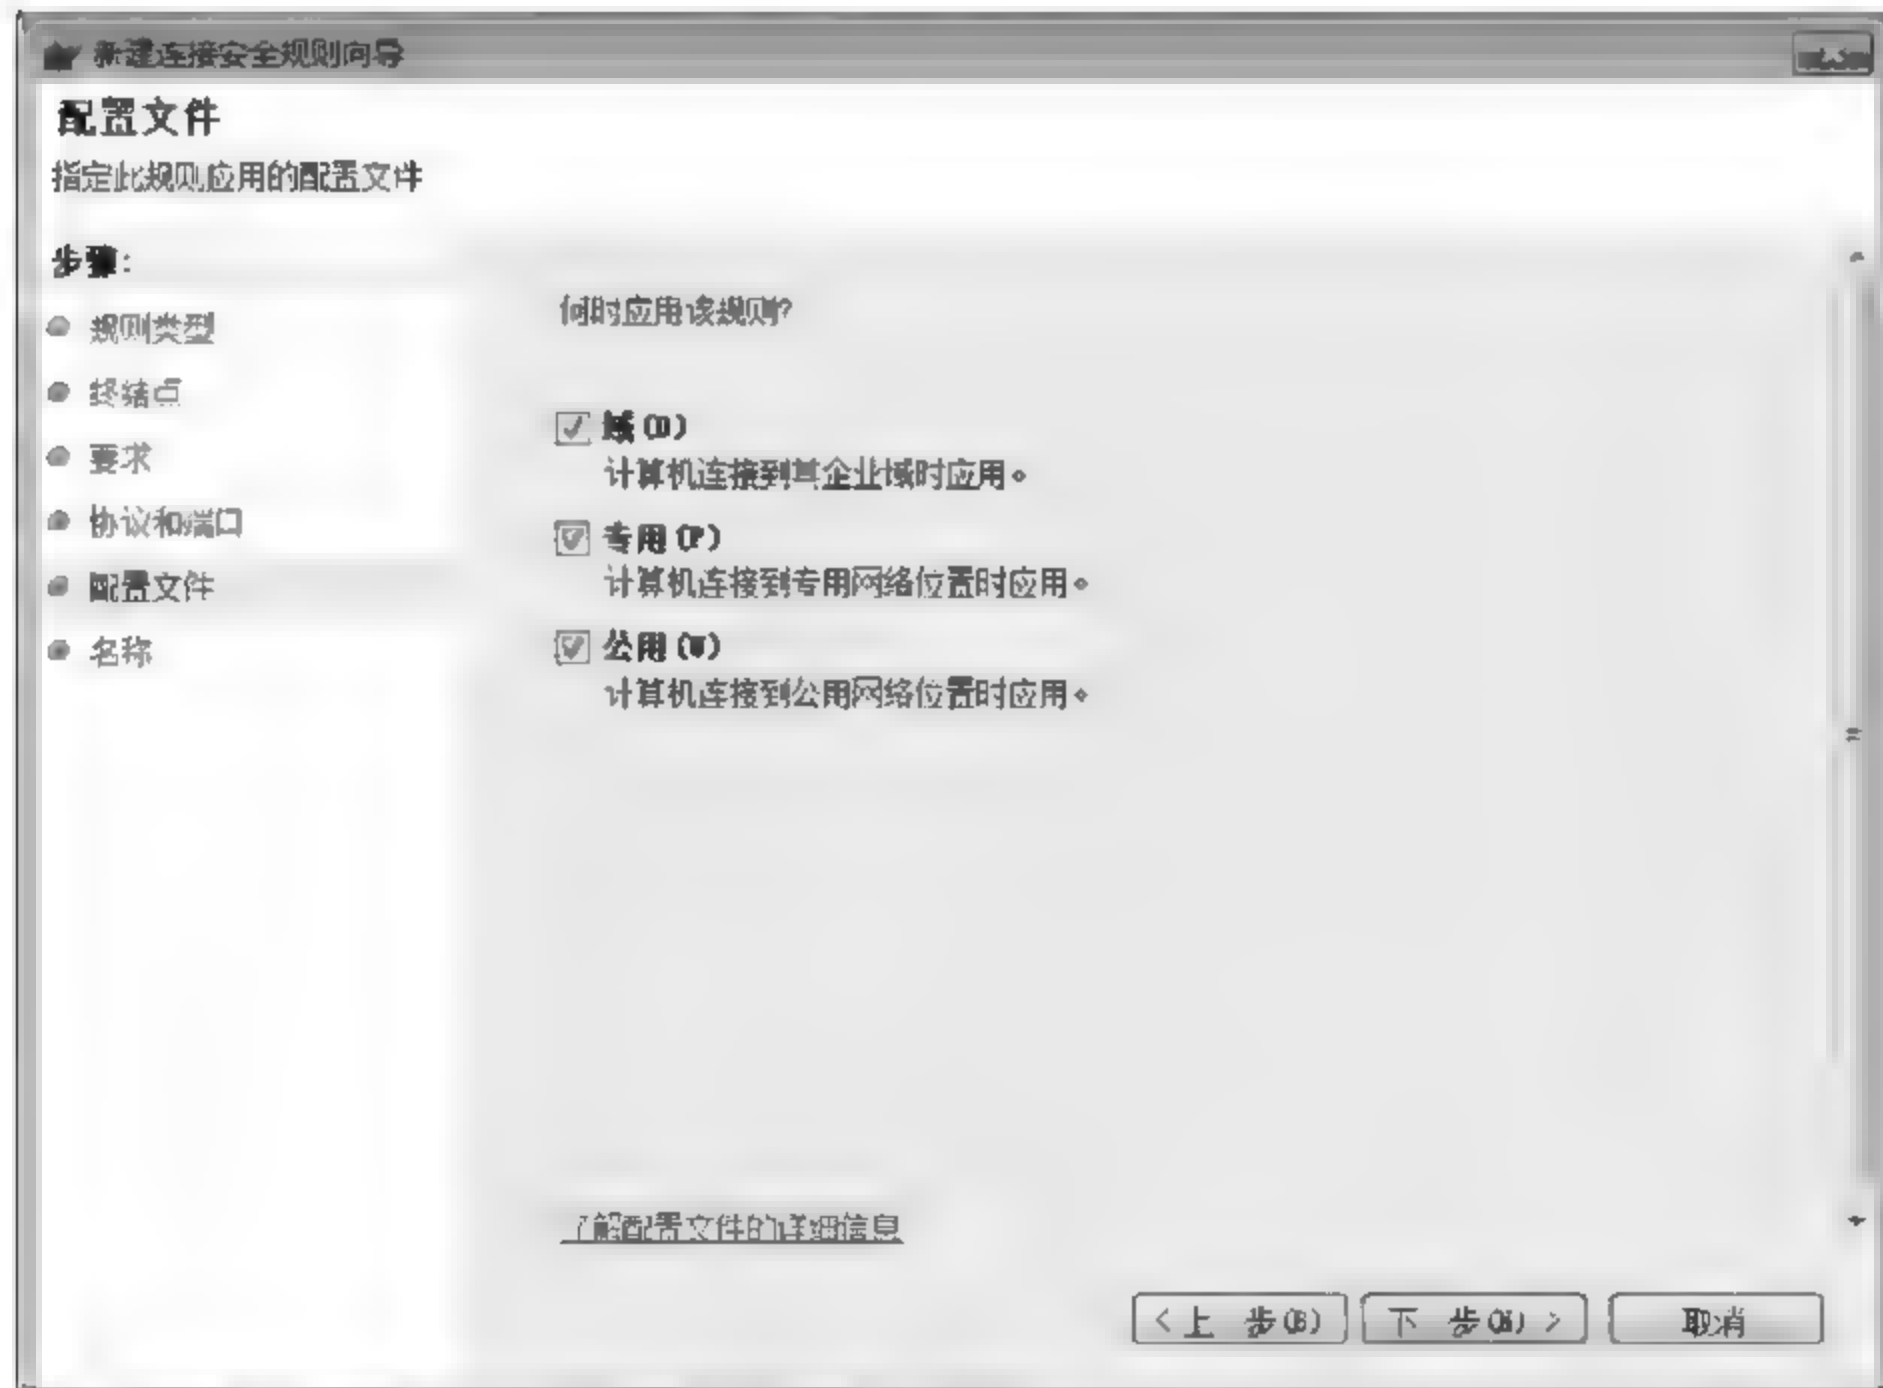 新建连接安全规则向导
配置文件
指定此规则应用的配置文件
步骤:
规则类型
终结点
要求
协议和端口
配置文件
名称
何时应用该规则?
域(D)
计算机连接到其企业域时应用。
专用(P)
计算机连接到专用网络位置时应用。
公用(U)
计算机连接到公用网络位置时应用。
了解配置文件的详细信息
<上一步(B) 下一步(N)> 取消